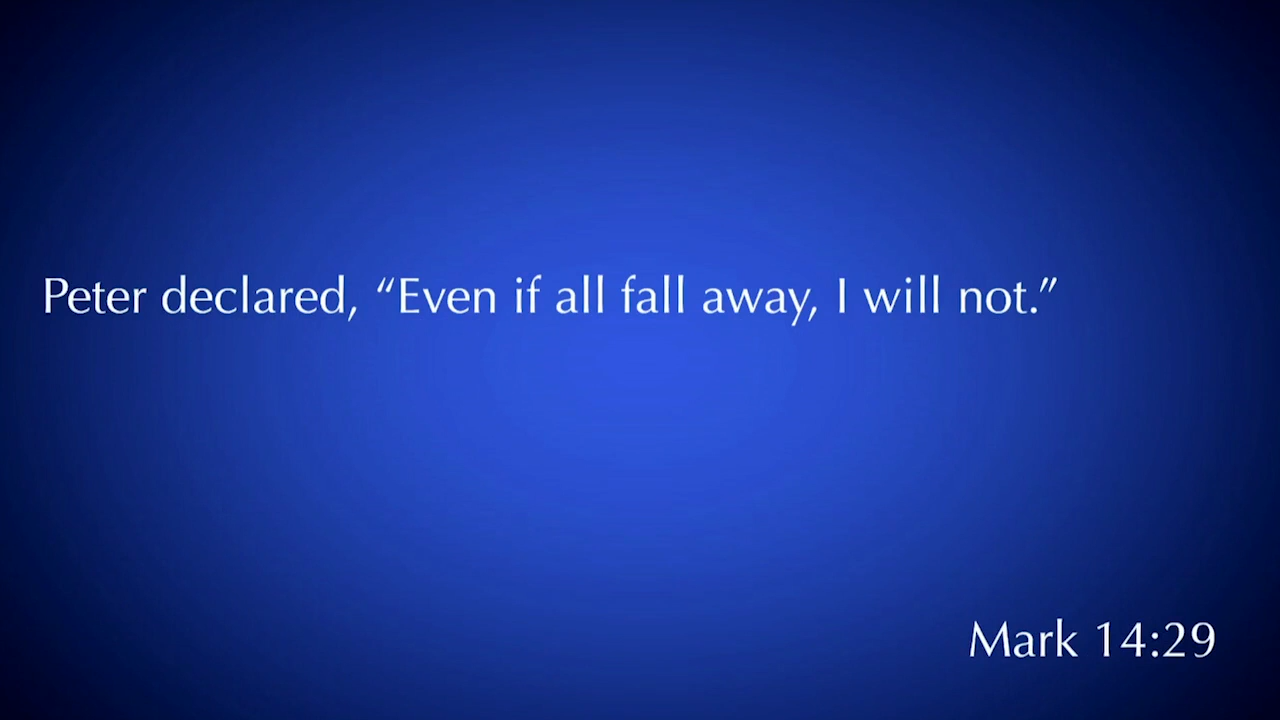 Peter declared, “Even if all fall away, I will not.”
Mark 14:29